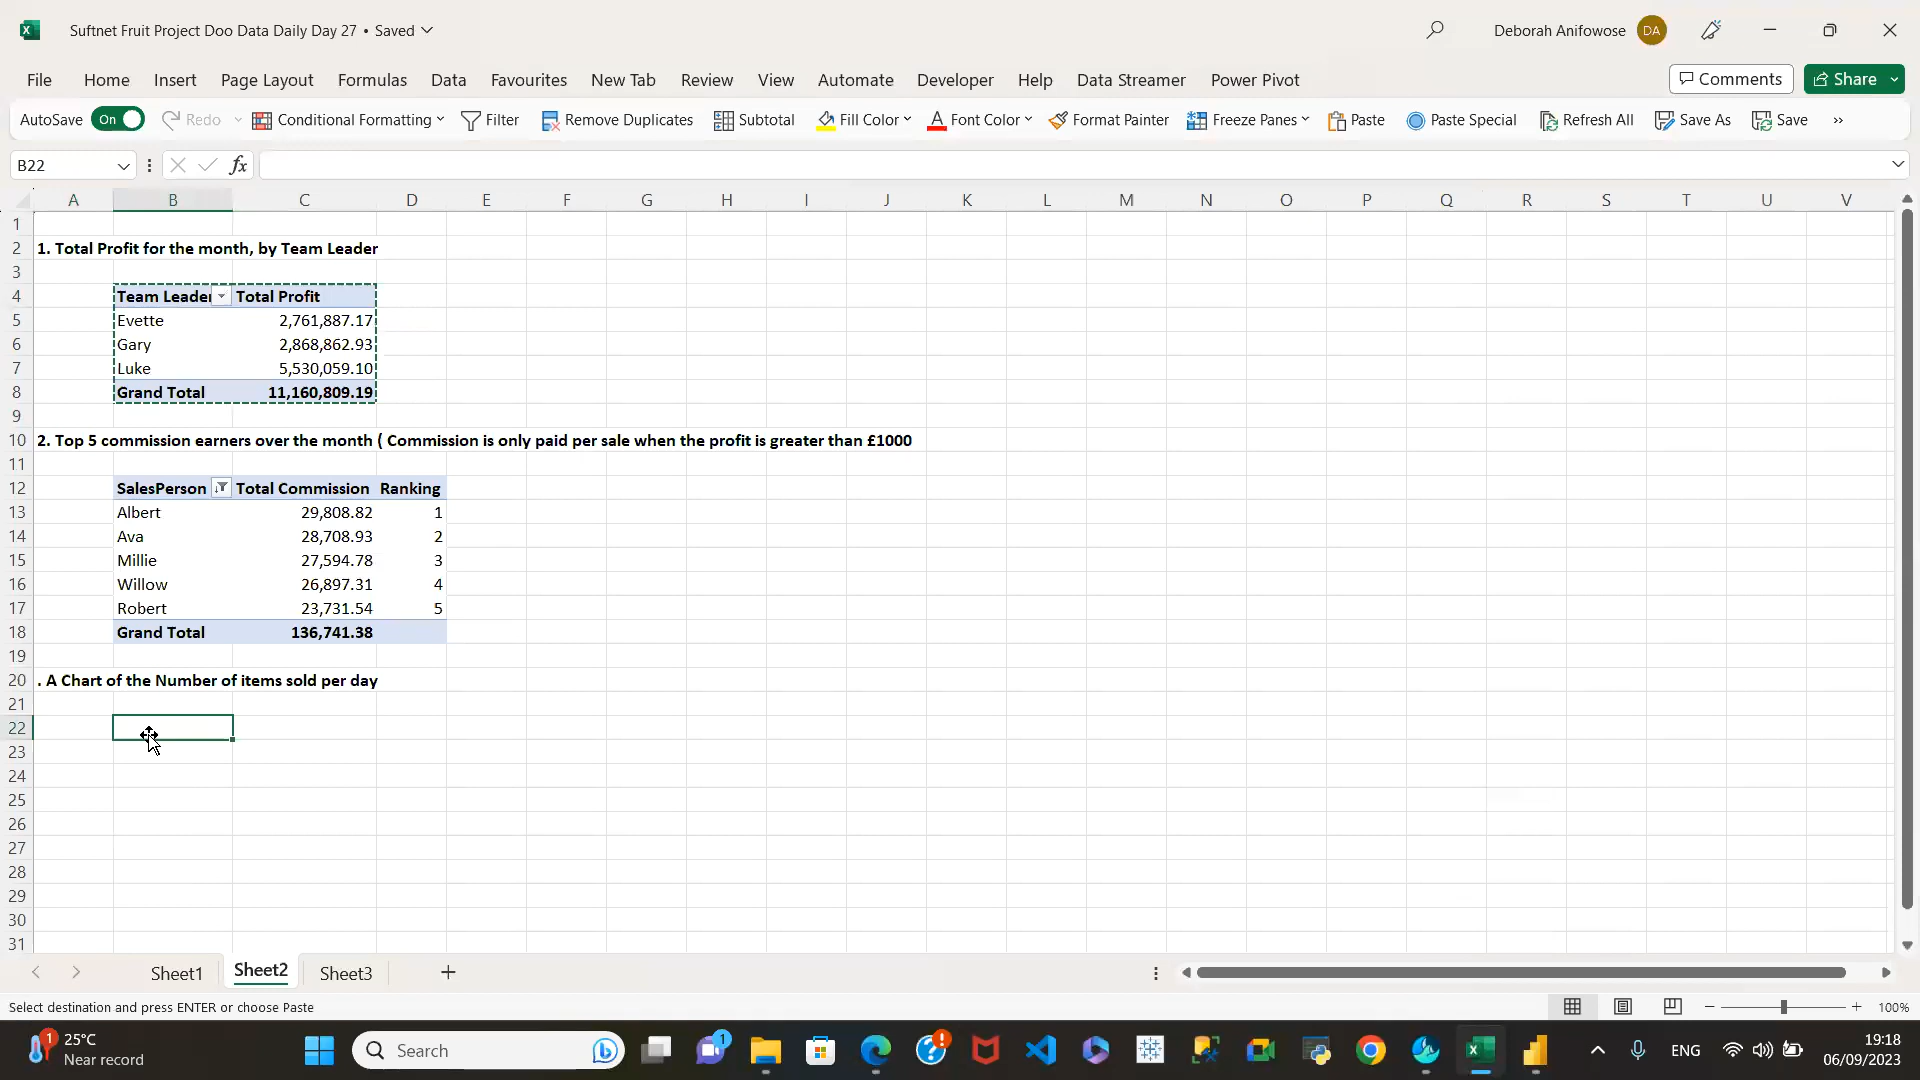 Suftnet Fruit Project Doo Data Daily Day 27 • Saved
Deborah Anifowose DA
File Home Insert Page Layout Formulas Data Favourites New Tab Review View Automate Developer Help Data Streamer Power Pivot Comments Share
AutoSave On Redo Conditional Formatting Filter Remove Duplicates Subtotal Fill Color Font Color Format Painter Freeze Panes Paste Paste Special Refresh All Save As Save
B22 fx
A B C D E F G H I J K L M N O P Q R S T U V
1
2 1. Total Profit for the month, by Team Leader
3
4 Team Leader Total Profit
5 Evette 2,761,887.17
6 Gary 2,868,862.93
7 Luke 5,530,059.10
8 Grand Total 11,160,809.19
9
10 2. Top 5 commission earners over the month ( Commission is only paid per sale when the profit is greater than £1000
11
12 SalesPerson Total Commission Ranking
13 Albert 29,808.82 1
14 Ava 28,708.93 2
15 Millie 27,594.78 3
16 Willow 26,897.31 4
17 Robert 23,731.54 5
18 Grand Total 136,741.38
19
20 . A Chart of the Number of items sold per day
21
22
23
24
25
26
27
28
29
30
31
Sheet1 Sheet2 Sheet3
Select destination and press ENTER or choose Paste 100%
1 25°C
Near record
Search
1
ENG
19:18
06/09/2023